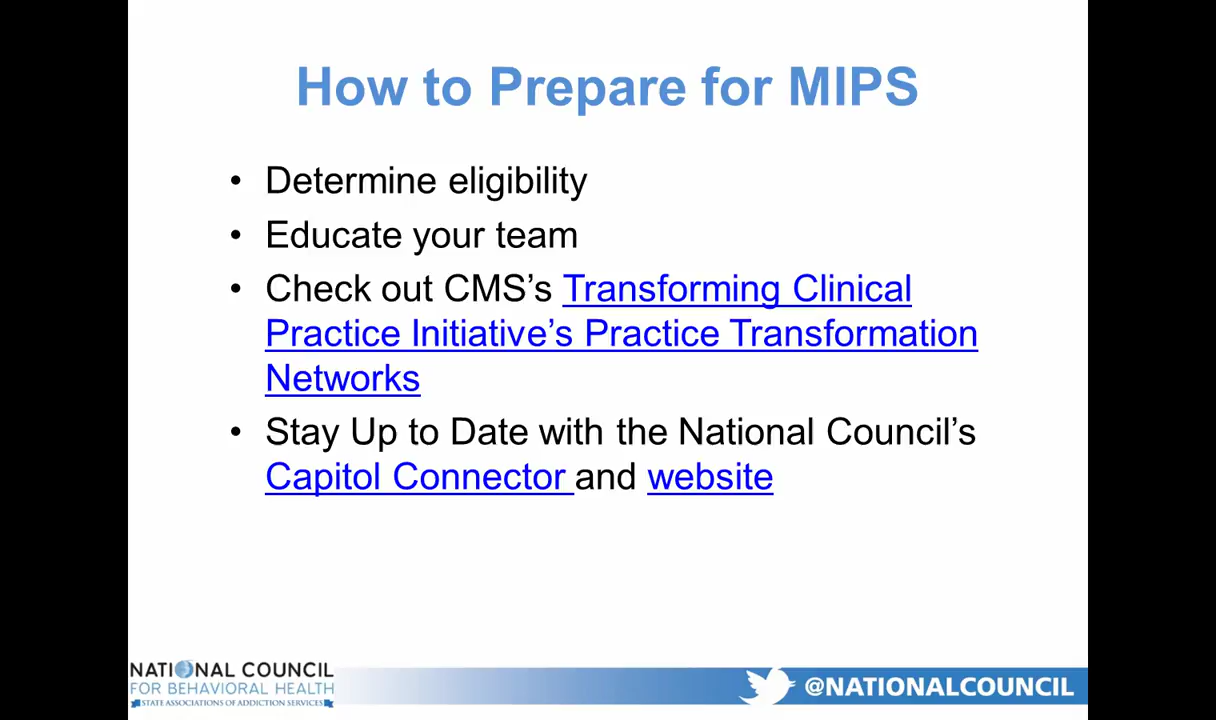 How to Prepare for MIPS
• Determine eligibility
• Educate your team
• Check out CMS’s Transforming Clinical
Practice Initiative’s Practice Transformation
Networks
• Stay Up to Date with the National Council’s
Capitol Connector and website
NATIONAL COUNCIL
FOR BEHAVIORAL HEALTH
STATE ASSOCIATIONS OF ADDICTION SERVICES
@NATIONALCOUNCIL